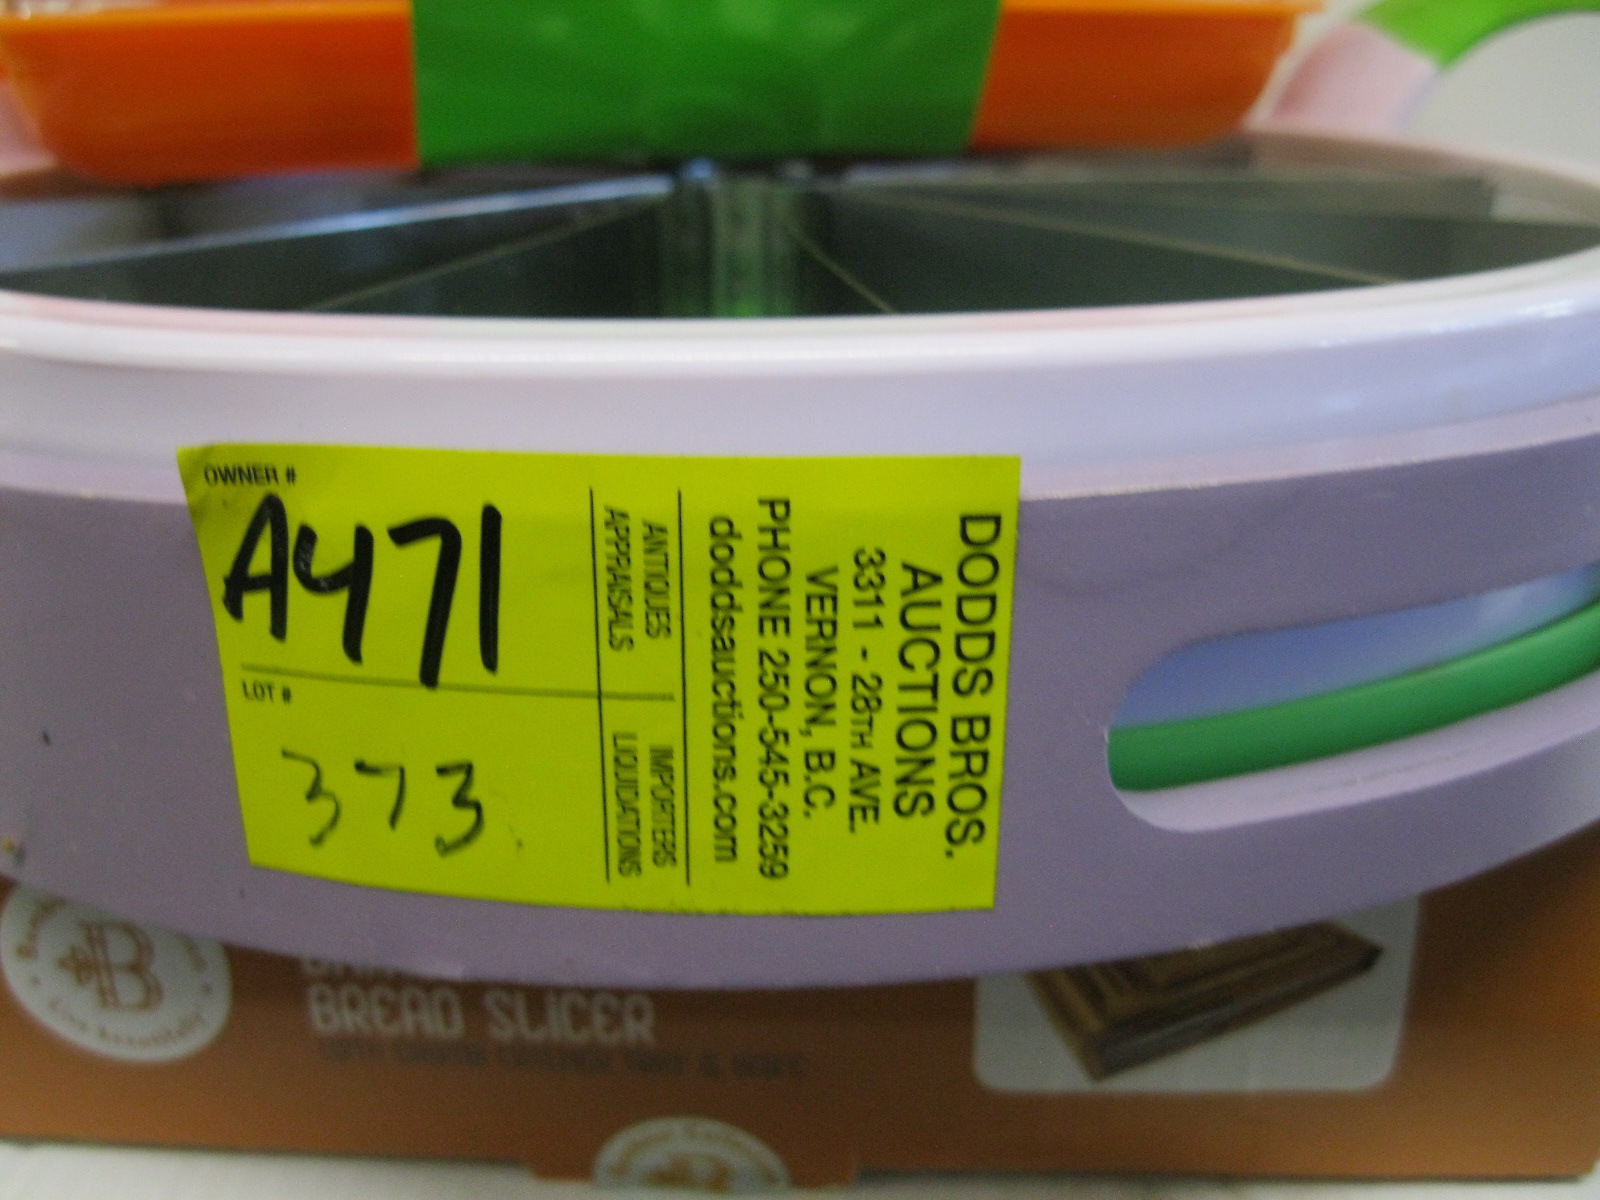 OWNER #
A471
LOT #
373
ANTIQUES
APPRAISALS
IMPORTERS
LIQUIDATIONS
DODDS BROS.
AUCTIONS
3311 - 28TH AVE.
VERNON, B.C.
PHONE 250-545-3259
doddsauctions.com
B
BREAD SLICER